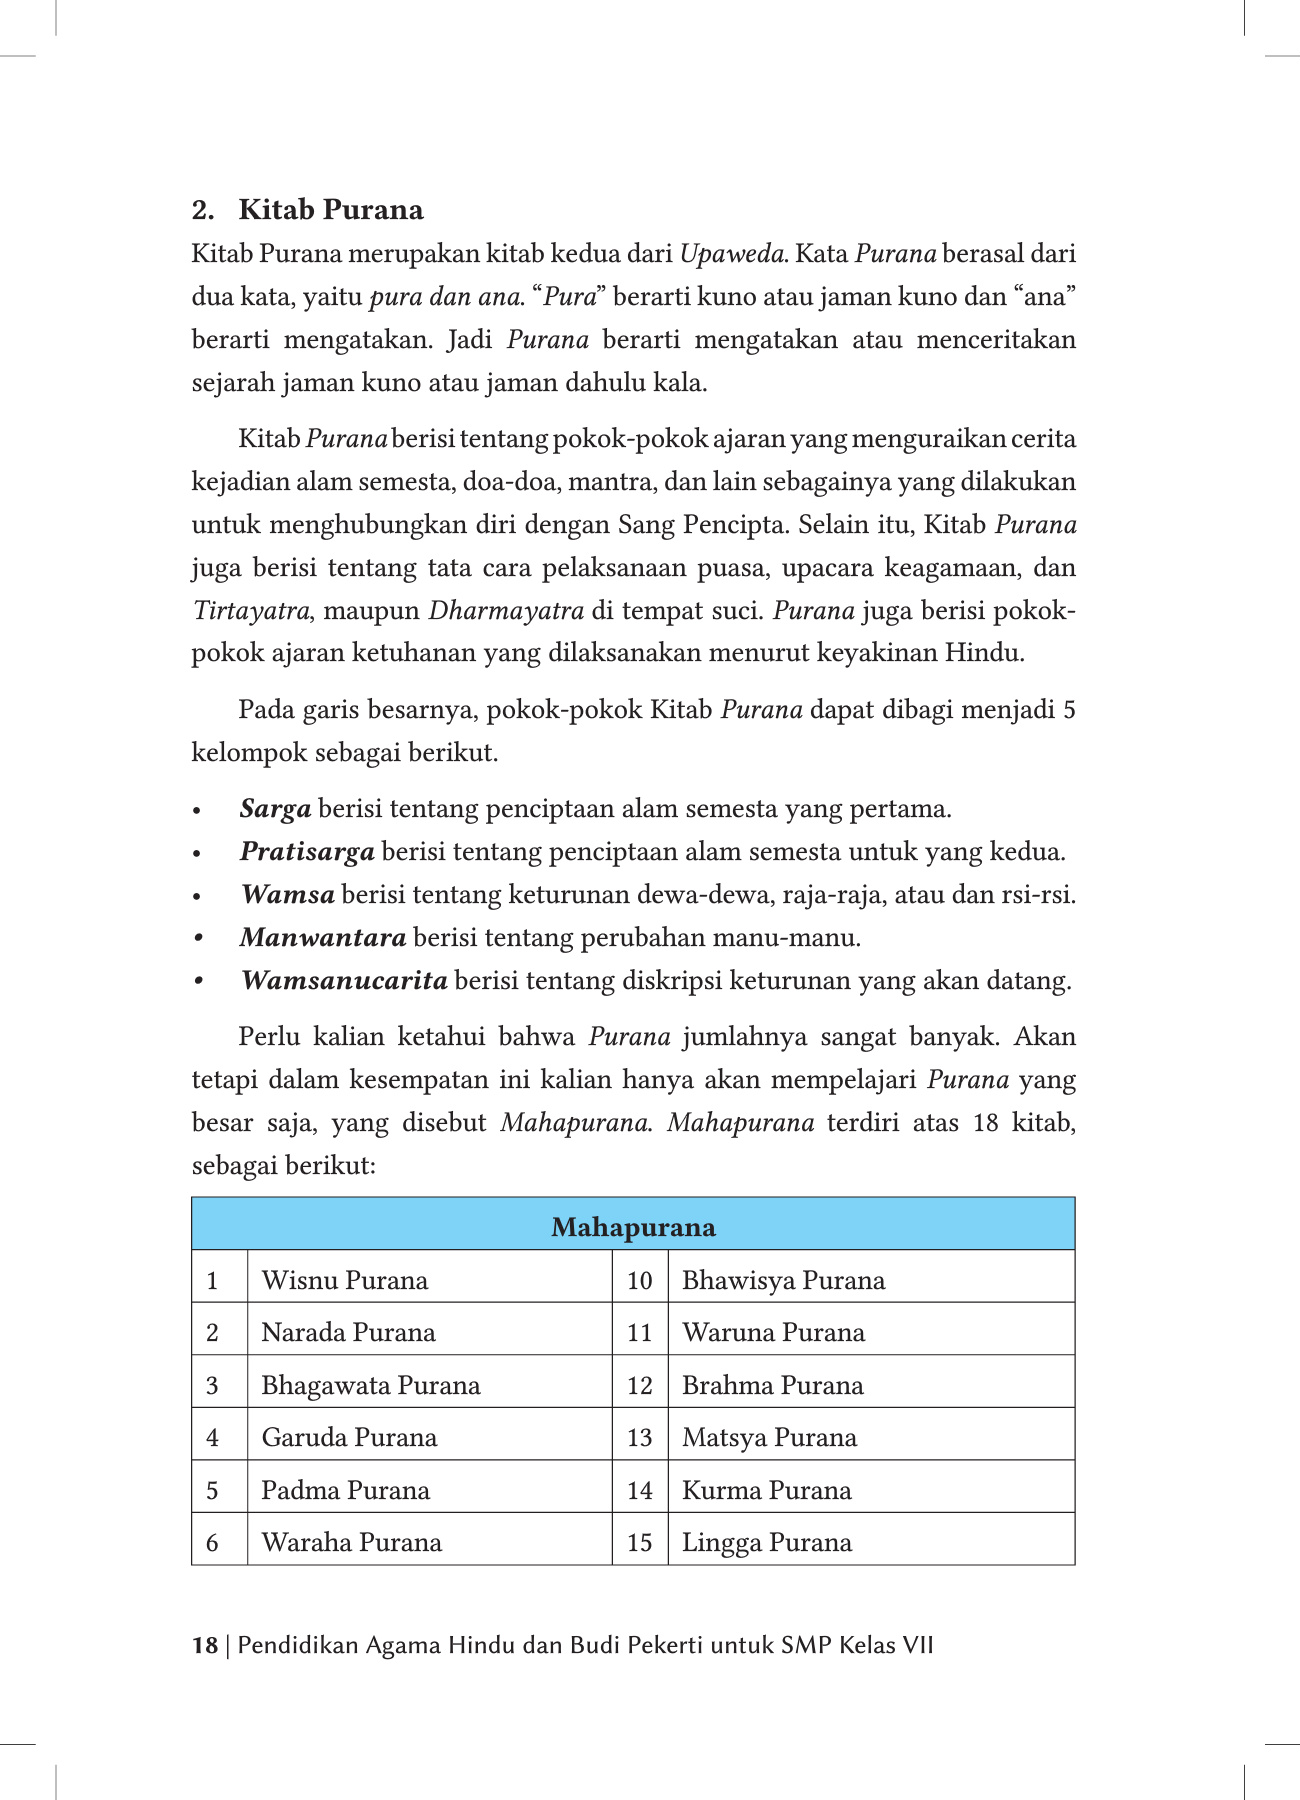 2. Kitab Purana
Kitab Purana merupakan kitab kedua dari Upaweda. Kata Purana berasal dari
dua kata, yaitu pura dan ana. “Pura” berarti kuno atau jaman kuno dan “ana”
berarti mengatakan. Jadi Purana berarti mengatakan atau menceritakan
sejarah jaman kuno atau jaman dahulu kala.
Kitab Purana berisi tentang pokok-pokok ajaran yang menguraikan cerita
kejadian alam semesta, doa-doa, mantra, dan lain sebagainya yang dilakukan
untuk menghubungkan diri dengan Sang Pencipta. Selain itu, Kitab Purana
juga berisi tentang tata cara pelaksanaan puasa, upacara keagamaan, dan
Tirtayatra, maupun Dharmayatra di tempat suci. Purana juga berisi pokok-
pokok ajaran ketuhanan yang dilaksanakan menurut keyakinan Hindu.
Pada garis besarnya, pokok-pokok Kitab Purana dapat dibagi menjadi 5
kelompok sebagai berikut.
• Sarga berisi tentang penciptaan alam semesta yang pertama.
• Pratisarga berisi tentang penciptaan alam semesta untuk yang kedua.
• Wamsa berisi tentang keturunan dewa-dewa, raja-raja, atau dan rsi-rsi.
• Manwantara berisi tentang perubahan manu-manu.
• Wamsanucarita berisi tentang diskripsi keturunan yang akan datang.
Perlu kalian ketahui bahwa Purana jumlahnya sangat banyak. Akan
tetapi dalam kesempatan ini kalian hanya akan mempelajari Purana yang
besar saja, yang disebut Mahapurana. Mahapurana terdiri atas 18 kitab,
sebagai berikut:
Mahapurana
1 Wisnu Purana 10 Bhawisya Purana
2 Narada Purana 11 Waruna Purana
3 Bhagawata Purana 12 Brahma Purana
4 Garuda Purana 13 Matsya Purana
5 Padma Purana 14 Kurma Purana
6 Waraha Purana 15 Lingga Purana
18 | Pendidikan Agama Hindu dan Budi Pekerti untuk SMP Kelas VII